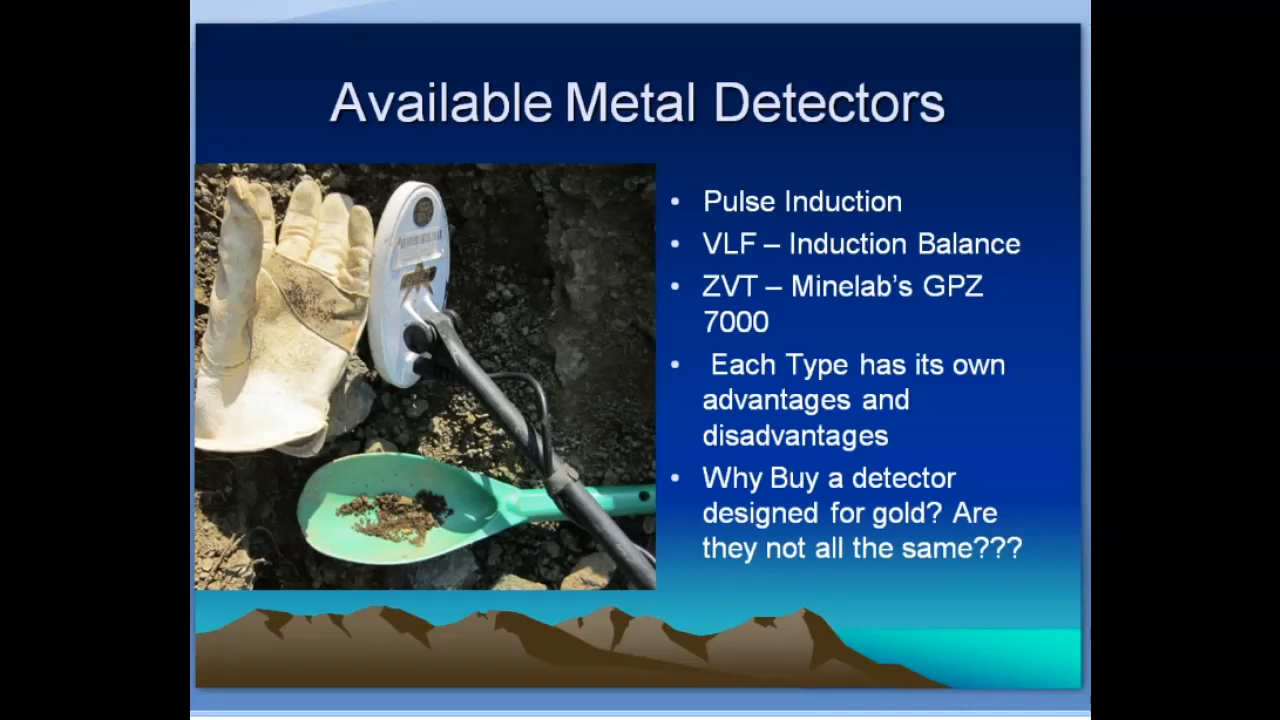 Available Metal Detectors
• Pulse Induction
• VLF – Induction Balance
• ZVT – Minelab’s GPZ
7000
• Each Type has its own
advantages and
disadvantages
• Why Buy a detector
designed for gold? Are
they not all the same???